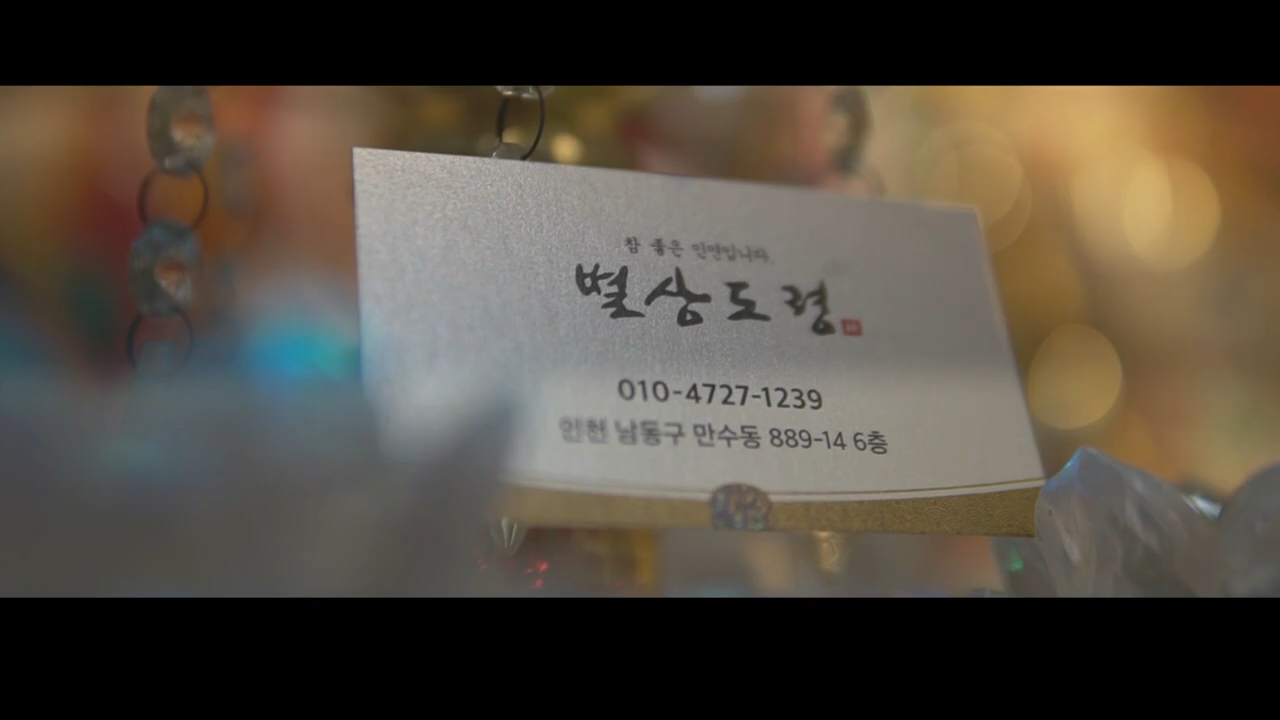 참 좋은 인연입니다.
별상도령
010-4727-1239
인천 남동구 만수동 889-14 6층